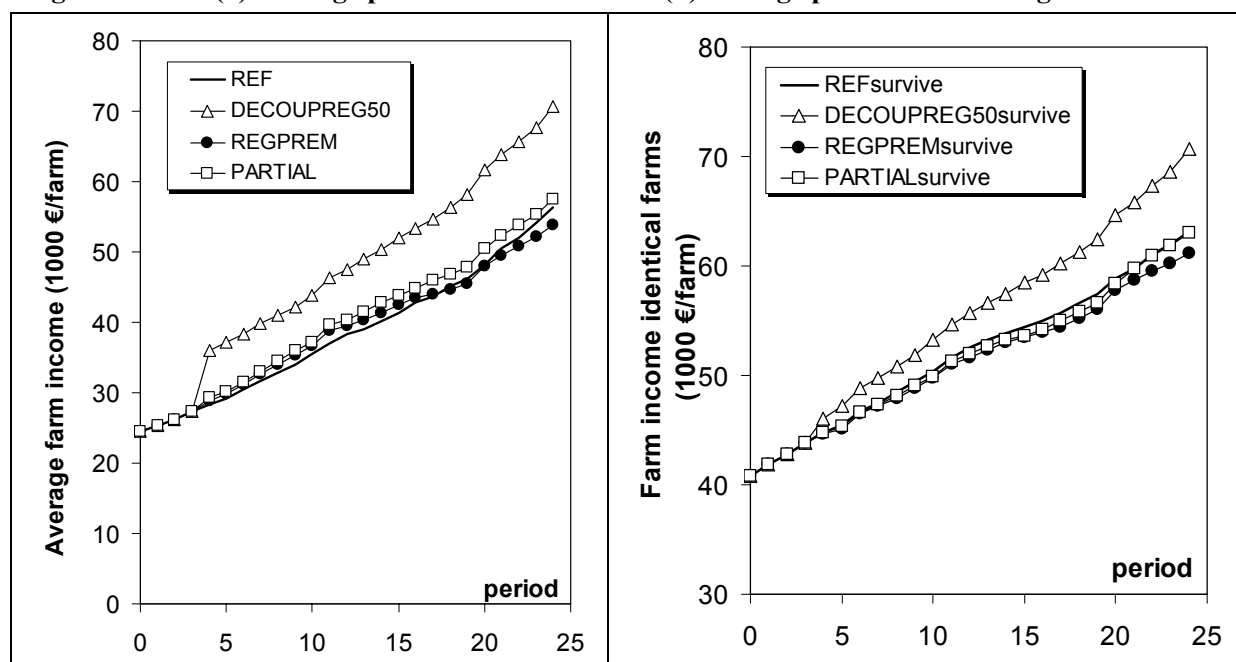 80
70
60
50
40
30
20
10
0
Average farm income (1000 €/farm)
REF
DECOUPREG50
REGPREM
PARTIAL
period
0 5 10 15 20 25
80
70
60
150
40
30
Farm income identical farms
(1000 €/farm)
REFsurvive
DECOUPREG50survive
REGPREMsurvive
PARTIALsurvive
period
0 5 10 15 20 25